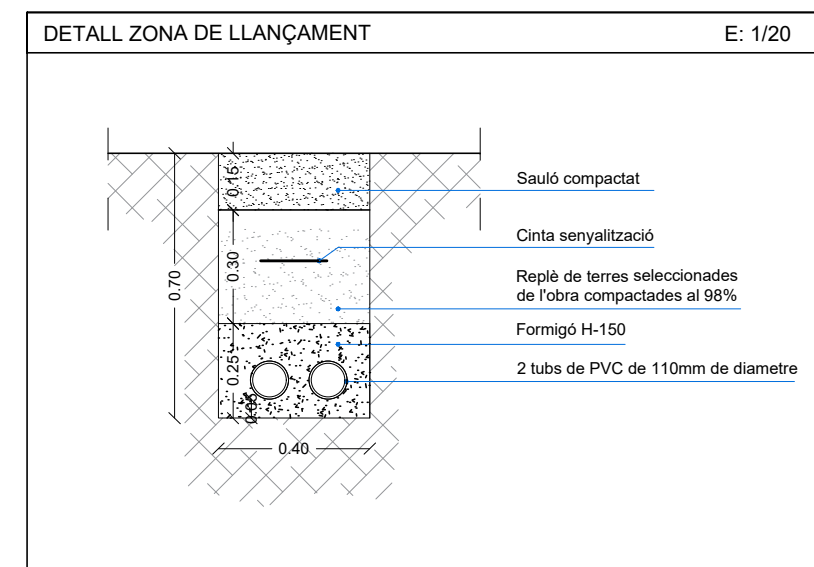 DETALL ZONA DE LLANÇAMENT E: 1/20
0.15
Sauló compactat
Cinta senyalització
0.30
0.70
Replè de terres seleccionades
de l'obra compactades al 98%
Formigó H-150
0.25
2 tubs de PVC de 110mm de diametre
0.05
0.40